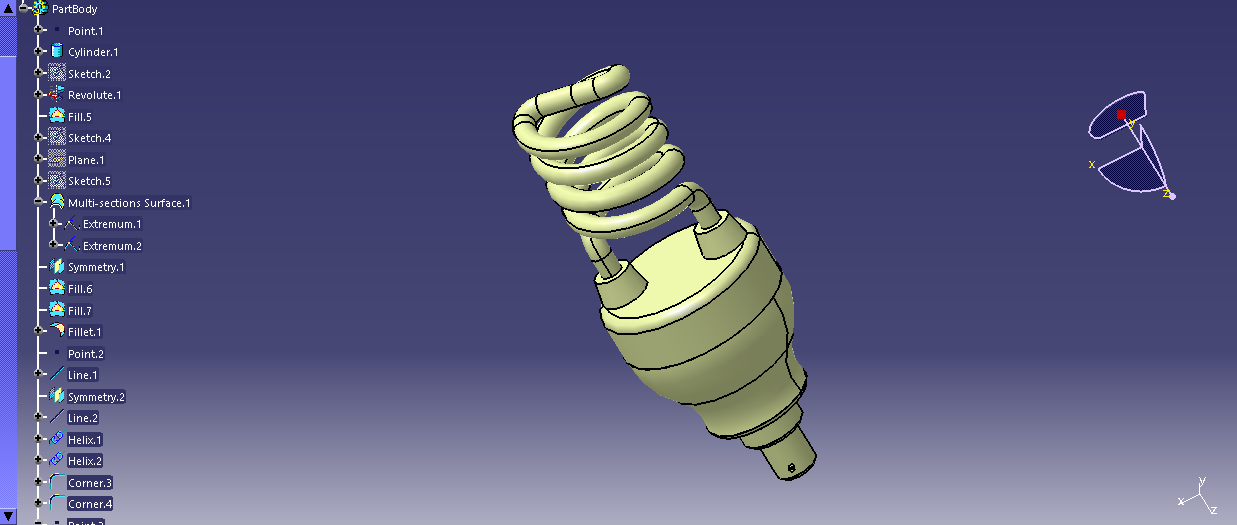 PartBody
Point.1
Cylinder.1
Sketch.2
Revolute.1
Fill.5
Sketch.4
Plane.1
Sketch.5
Multi-sections Surface.1
Extremum.1
Extremum.2
Symmetry.1
Fill.6
Fill.7
Fillet.1
Point.2
Line.1
Symmetry.2
Line.2
Helix.1
Helix.2
Corner.3
Corner.4
x
y
z
y
x
z